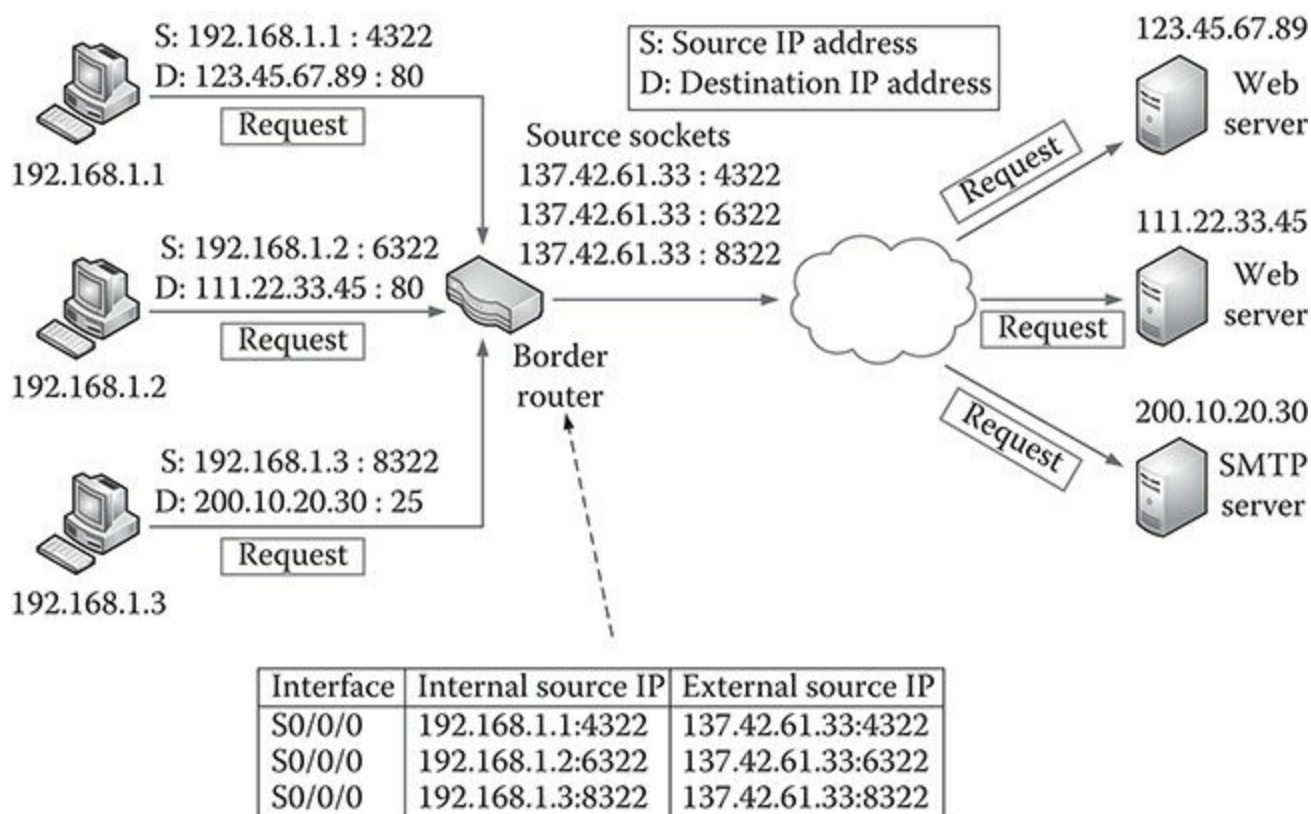 S: 192.168.1.1 : 4322
D: 123.45.67.89 : 80
Request
192.168.1.1
S: Source IP address
D: Destination IP address
123.45.67.89
Web
server
Source sockets
137.42.61.33 : 4322
137.42.61.33 : 6322
137.42.61.33 : 8322
Request
S: 192.168.1.2 : 6322
D: 111.22.33.45 : 80
Request
192.168.1.2
Border
router
111.22.33.45
Web
server
Request
S: 192.168.1.3 : 8322
D: 200.10.20.30 : 25
Request
192.168.1.3
Request
200.10.20.30
SMTP
server
Interface Internal source IP External source IP
S0/0/0 192.168.1.1:4322 137.42.61.33:4322
S0/0/0 192.168.1.2:6322 137.42.61.33:6322
S0/0/0 192.168.1.3:8322 137.42.61.33:8322